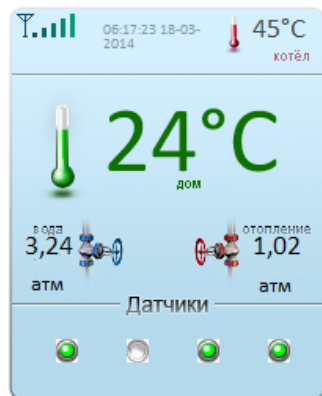 06:17:23 18-03-
2014
45°C
котёл
24°C
дом
вода
3,24
атм
отопление
1,02
атм
Датчики